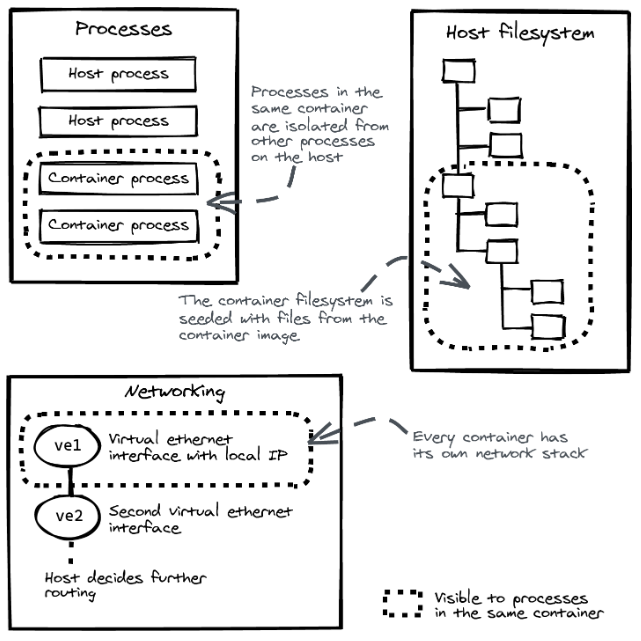 Processes
Host process
Host process
Container process
Container process
Processes in the
same container
are isolated from
other processes
on the host
Host filesystem
The container filesystem is
seeded with files from the
container image
Networking
ve1
Virtual ethernet
interface with local IP
ve2
Second virtual ethernet
interface
Host decides further
routing
Every container has
its own network stack
Visible to processes
in the same container